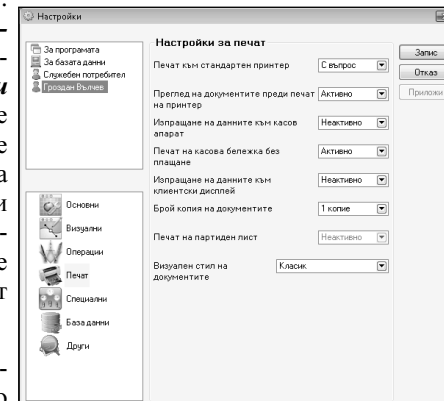 Настройки
За програмата
За базата данни
Служебен потребител
Гроздан Вълчев
Основни
Визуални
Операции
Печат
Специални
База данни
Други
Настройки за печат
Печат към стандартен принтер С въпрос
Преглед на документите преди печат Активно
на принтер
Изпращане на данните към касов Неактивно
апарат
Печат на касова бележка без Активно
плащане
Изпращане на данните към Неактивно
клиентски дисплей
Брой копия на документите 1 копие
Печат на партиден лист Неактивно
Визуален стил на Класик
документите
Запис
Отказ
Приложи